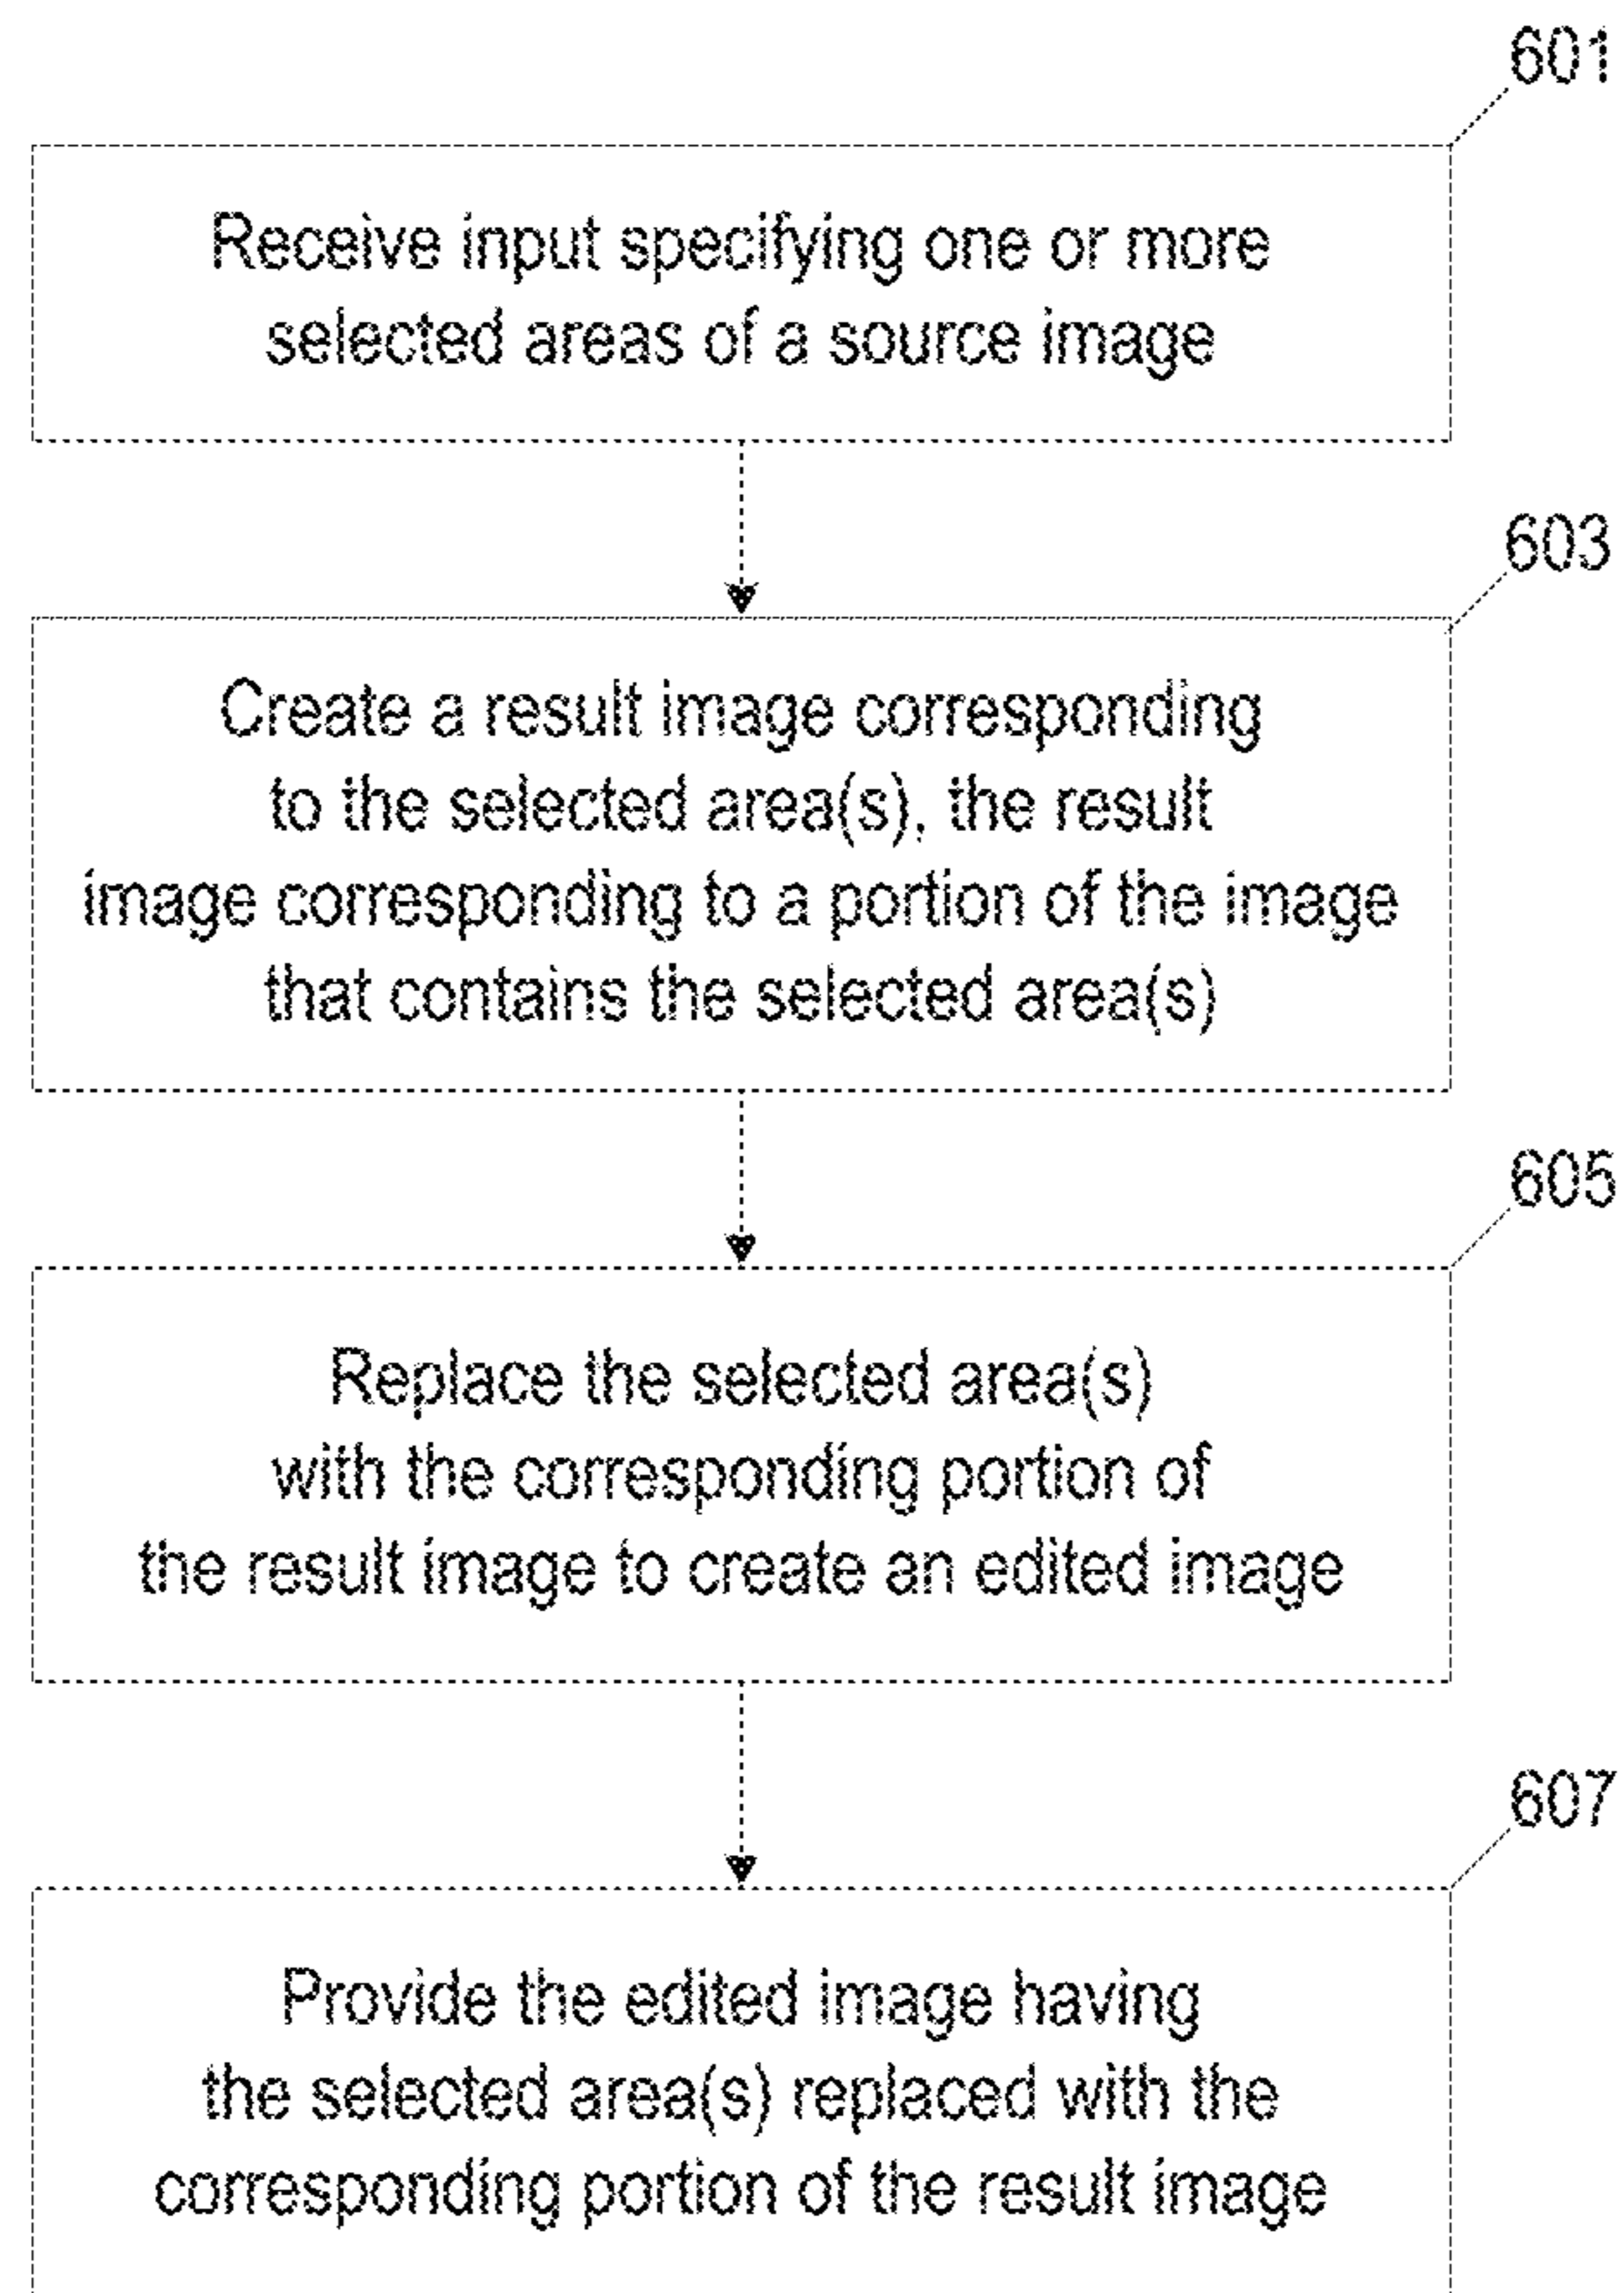 601
Receive input specifying one or more
selected areas of a source image
603
Create a result image corresponding
to the selected area(s), the result
image corresponding to a portion of the image
that contains the selected area(s)
605
Replace the selected area(s)
with the corresponding portion of
the result image to create an edited image
607
Provide the edited image having
the selected area(s) replaced with the
corresponding portion of the result image